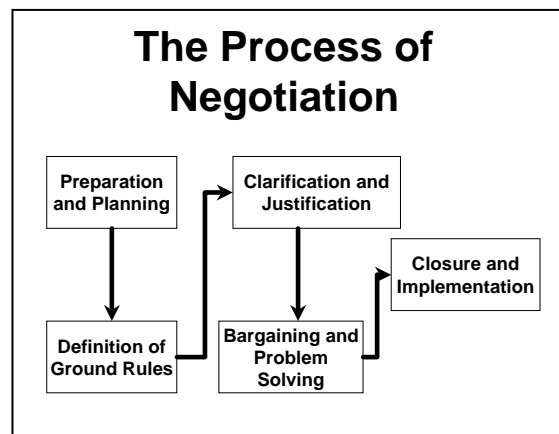 The Process of
Negotiation
Preparation
and Planning
Definition of
Ground Rules
Clarification and
Justification
Bargaining and
Problem
Solving
Closure and
Implementation